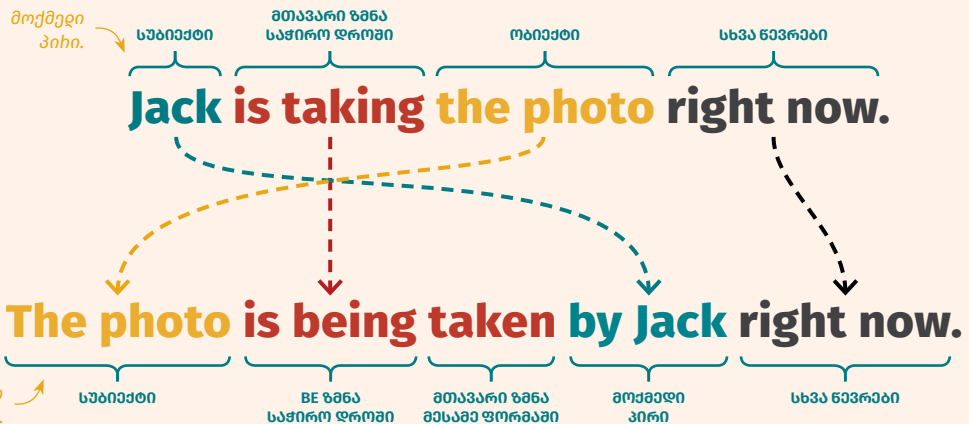 მოქმედი
პირი.
სუბიექტი
მთავარი ზმნა
საჭირო დროში
ობიექტი
სხვა წევრები
Jack is taking the photo right now.
The photo is being taken by Jack right now.
სუბიექტი
BE ზმნა
საჭირო დროში
მთავარი ზმნა
მესამე ფორმაში
მოქმედი
პირი
სხვა წევრები